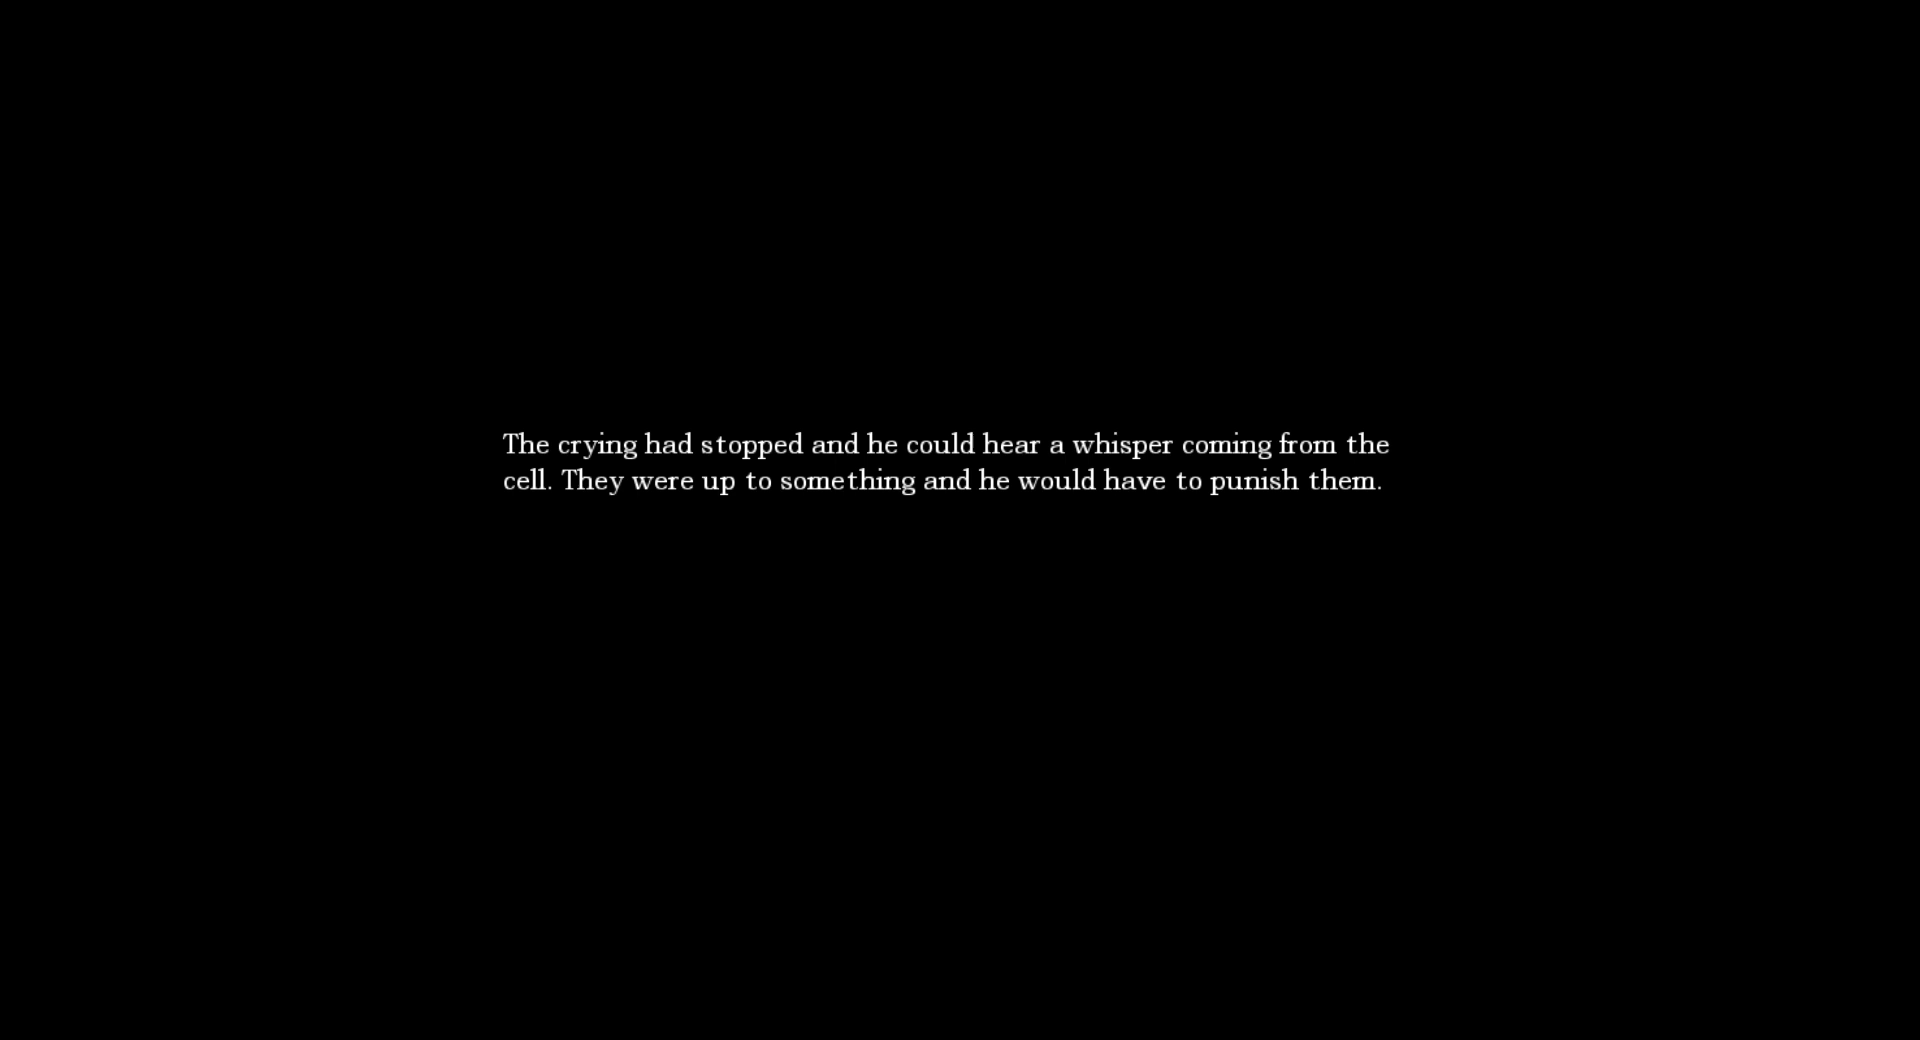 The crying had stopped and he could hear a whisper coming from the
cell. They were up to something and he would have to punish them.